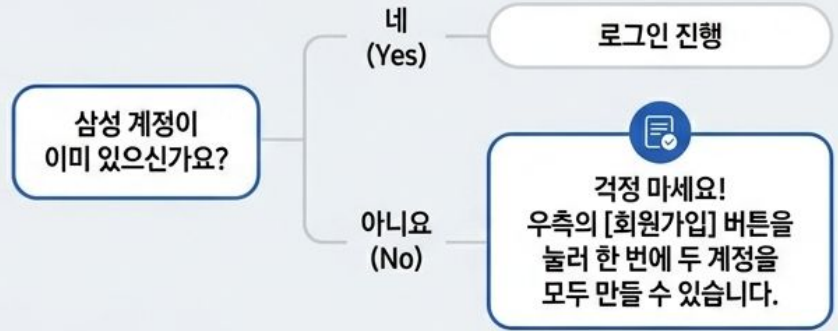 네
(Yes)
로그인 진행
삼성 계정이
이미 있으신가요?
아니요
(No)
걱정 마세요!
우측의 [회원가입] 버튼을
눌러 한 번에 두 계정을
모두 만들 수 있습니다.